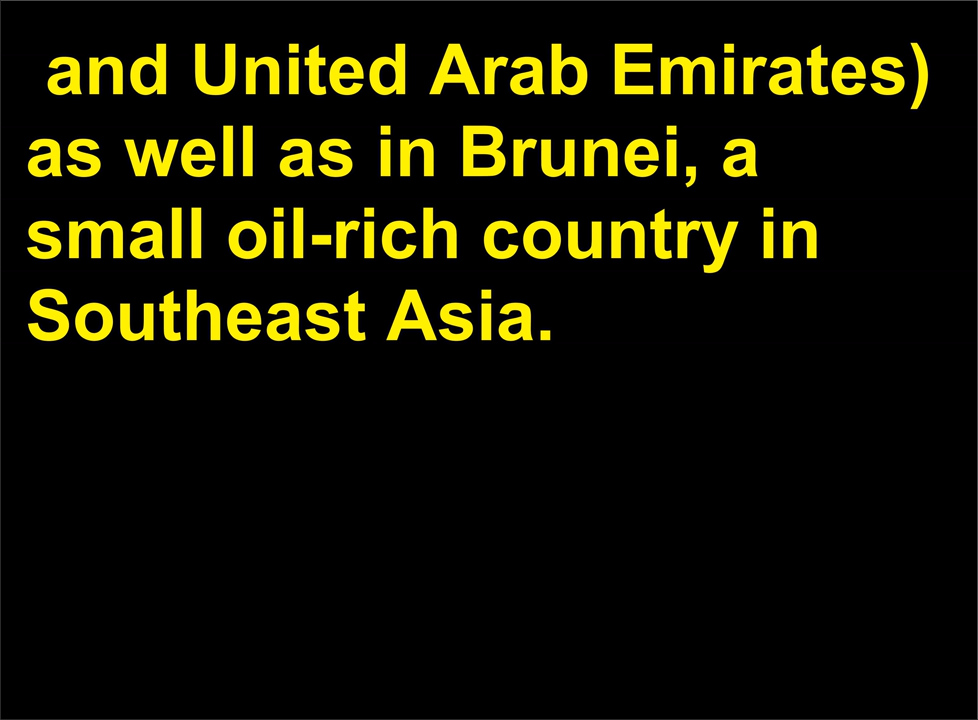 and United Arab Emirates)
as well as in Brunei, a
small oil-rich country in
Southeast Asia.